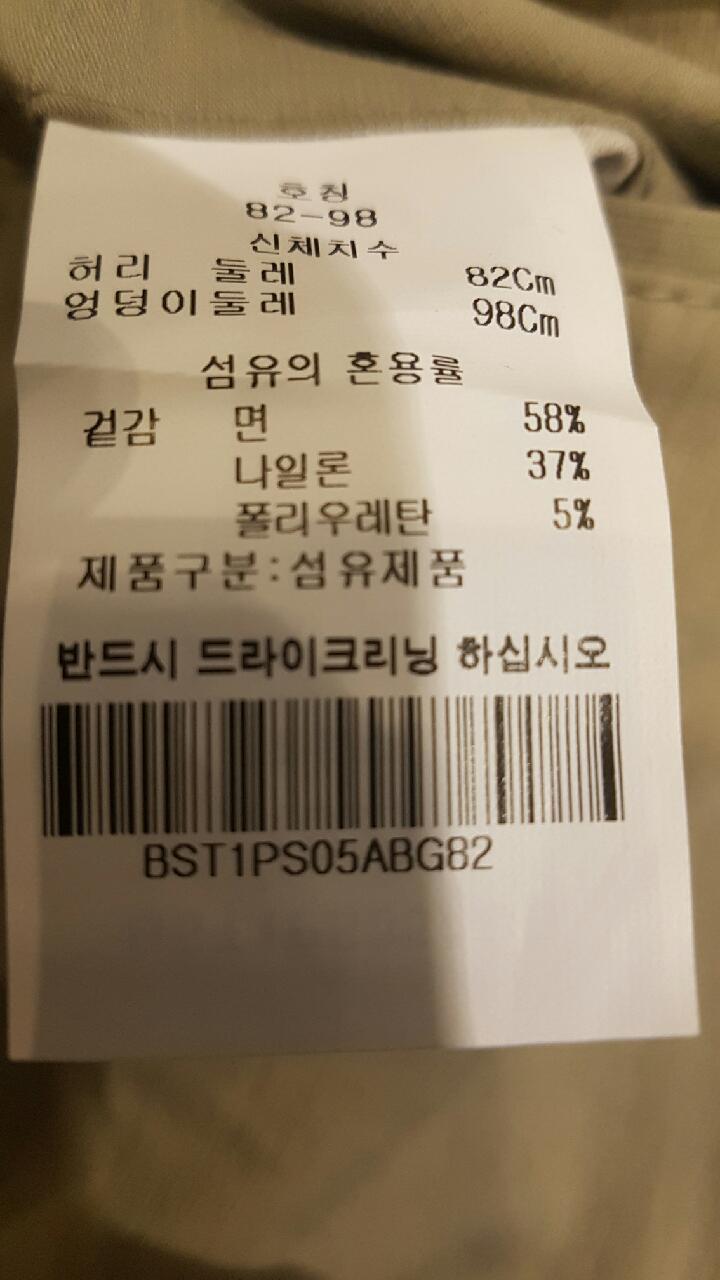 호칭
82-98
신체치수
허리 둘레 82Cm
엉덩이둘레 98Cm
섬유의 혼용률
겉감 면 58%
나일론 37%
폴리우레탄 5%
제품구분:섬유제품
반드시 드라이크리닝 하십시오
BST1PS05ABG82